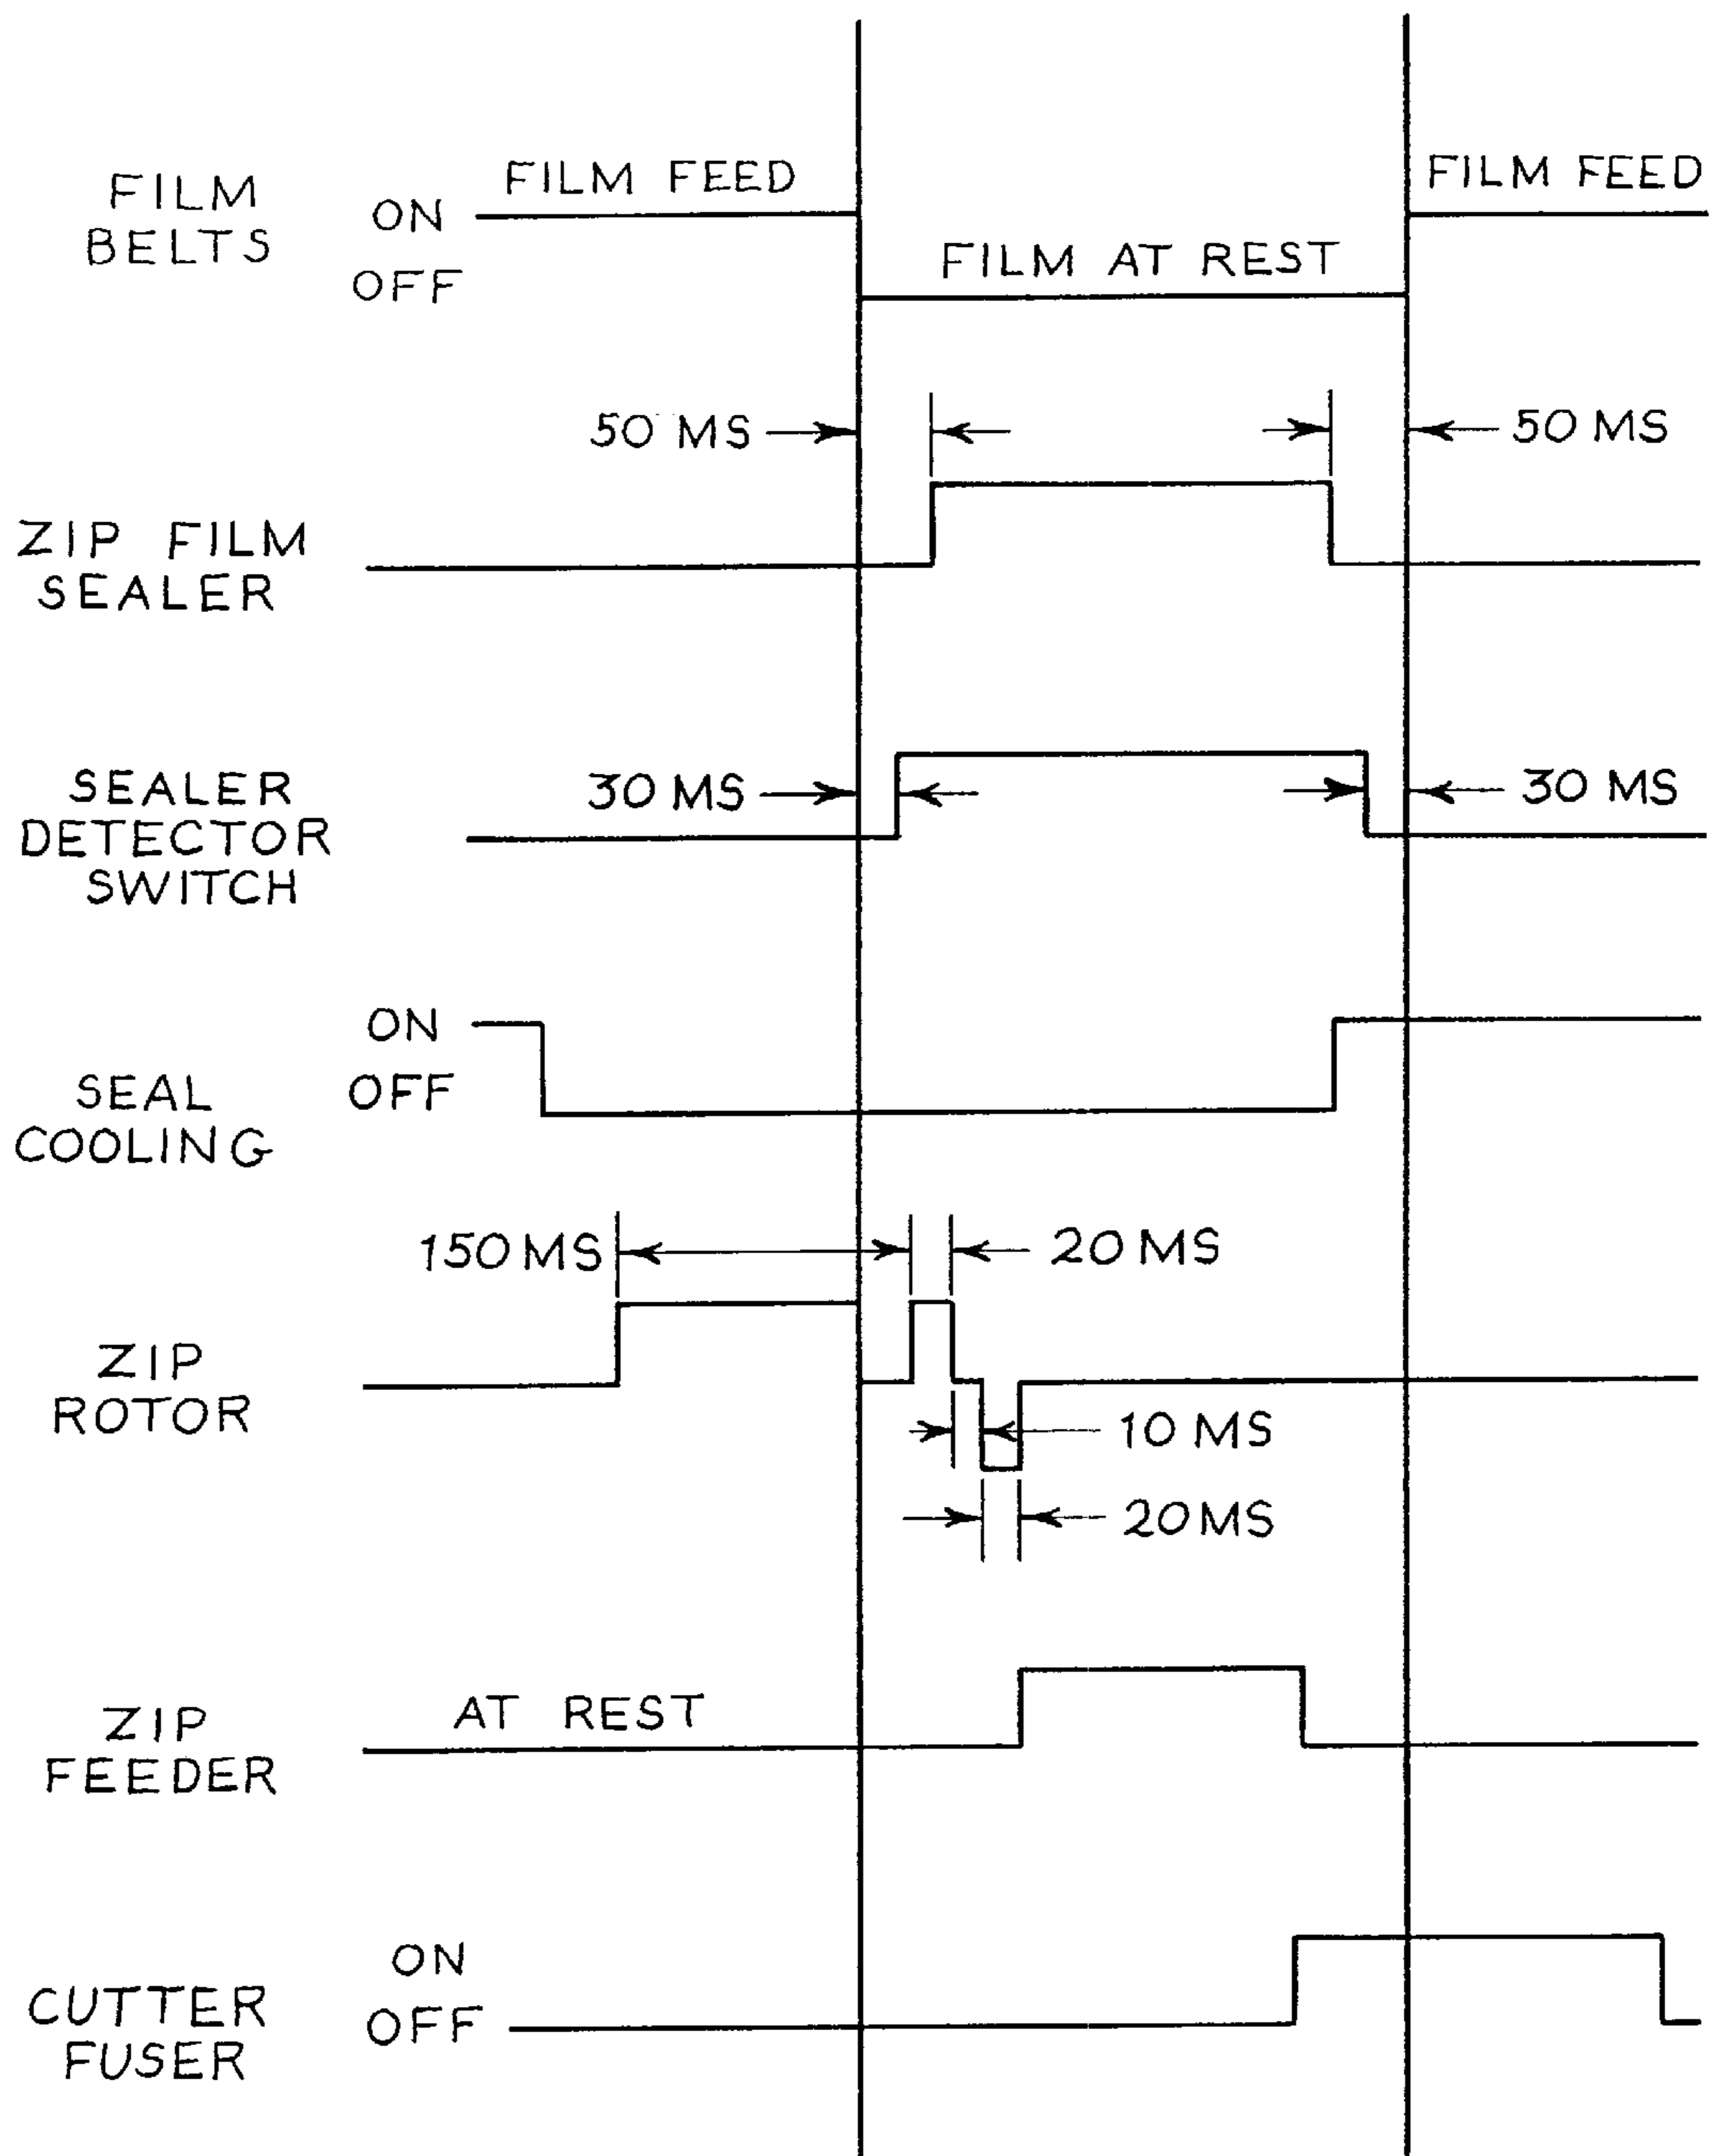 FILM FEED
FILM FEED
FILM
BELTS
ON
OFF
FILM AT REST
50 MS
50 MS
ZIP FILM
SEALER
30 MS
30 MS
SEALER
DETECTOR
SWITCH
ON
OFF
SEAL
COOLING
150 MS
20 MS
ZIP
ROTOR
10 MS
20 MS
AT REST
ZIP
FEEDER
ON
OFF
CUTTER
FUSER